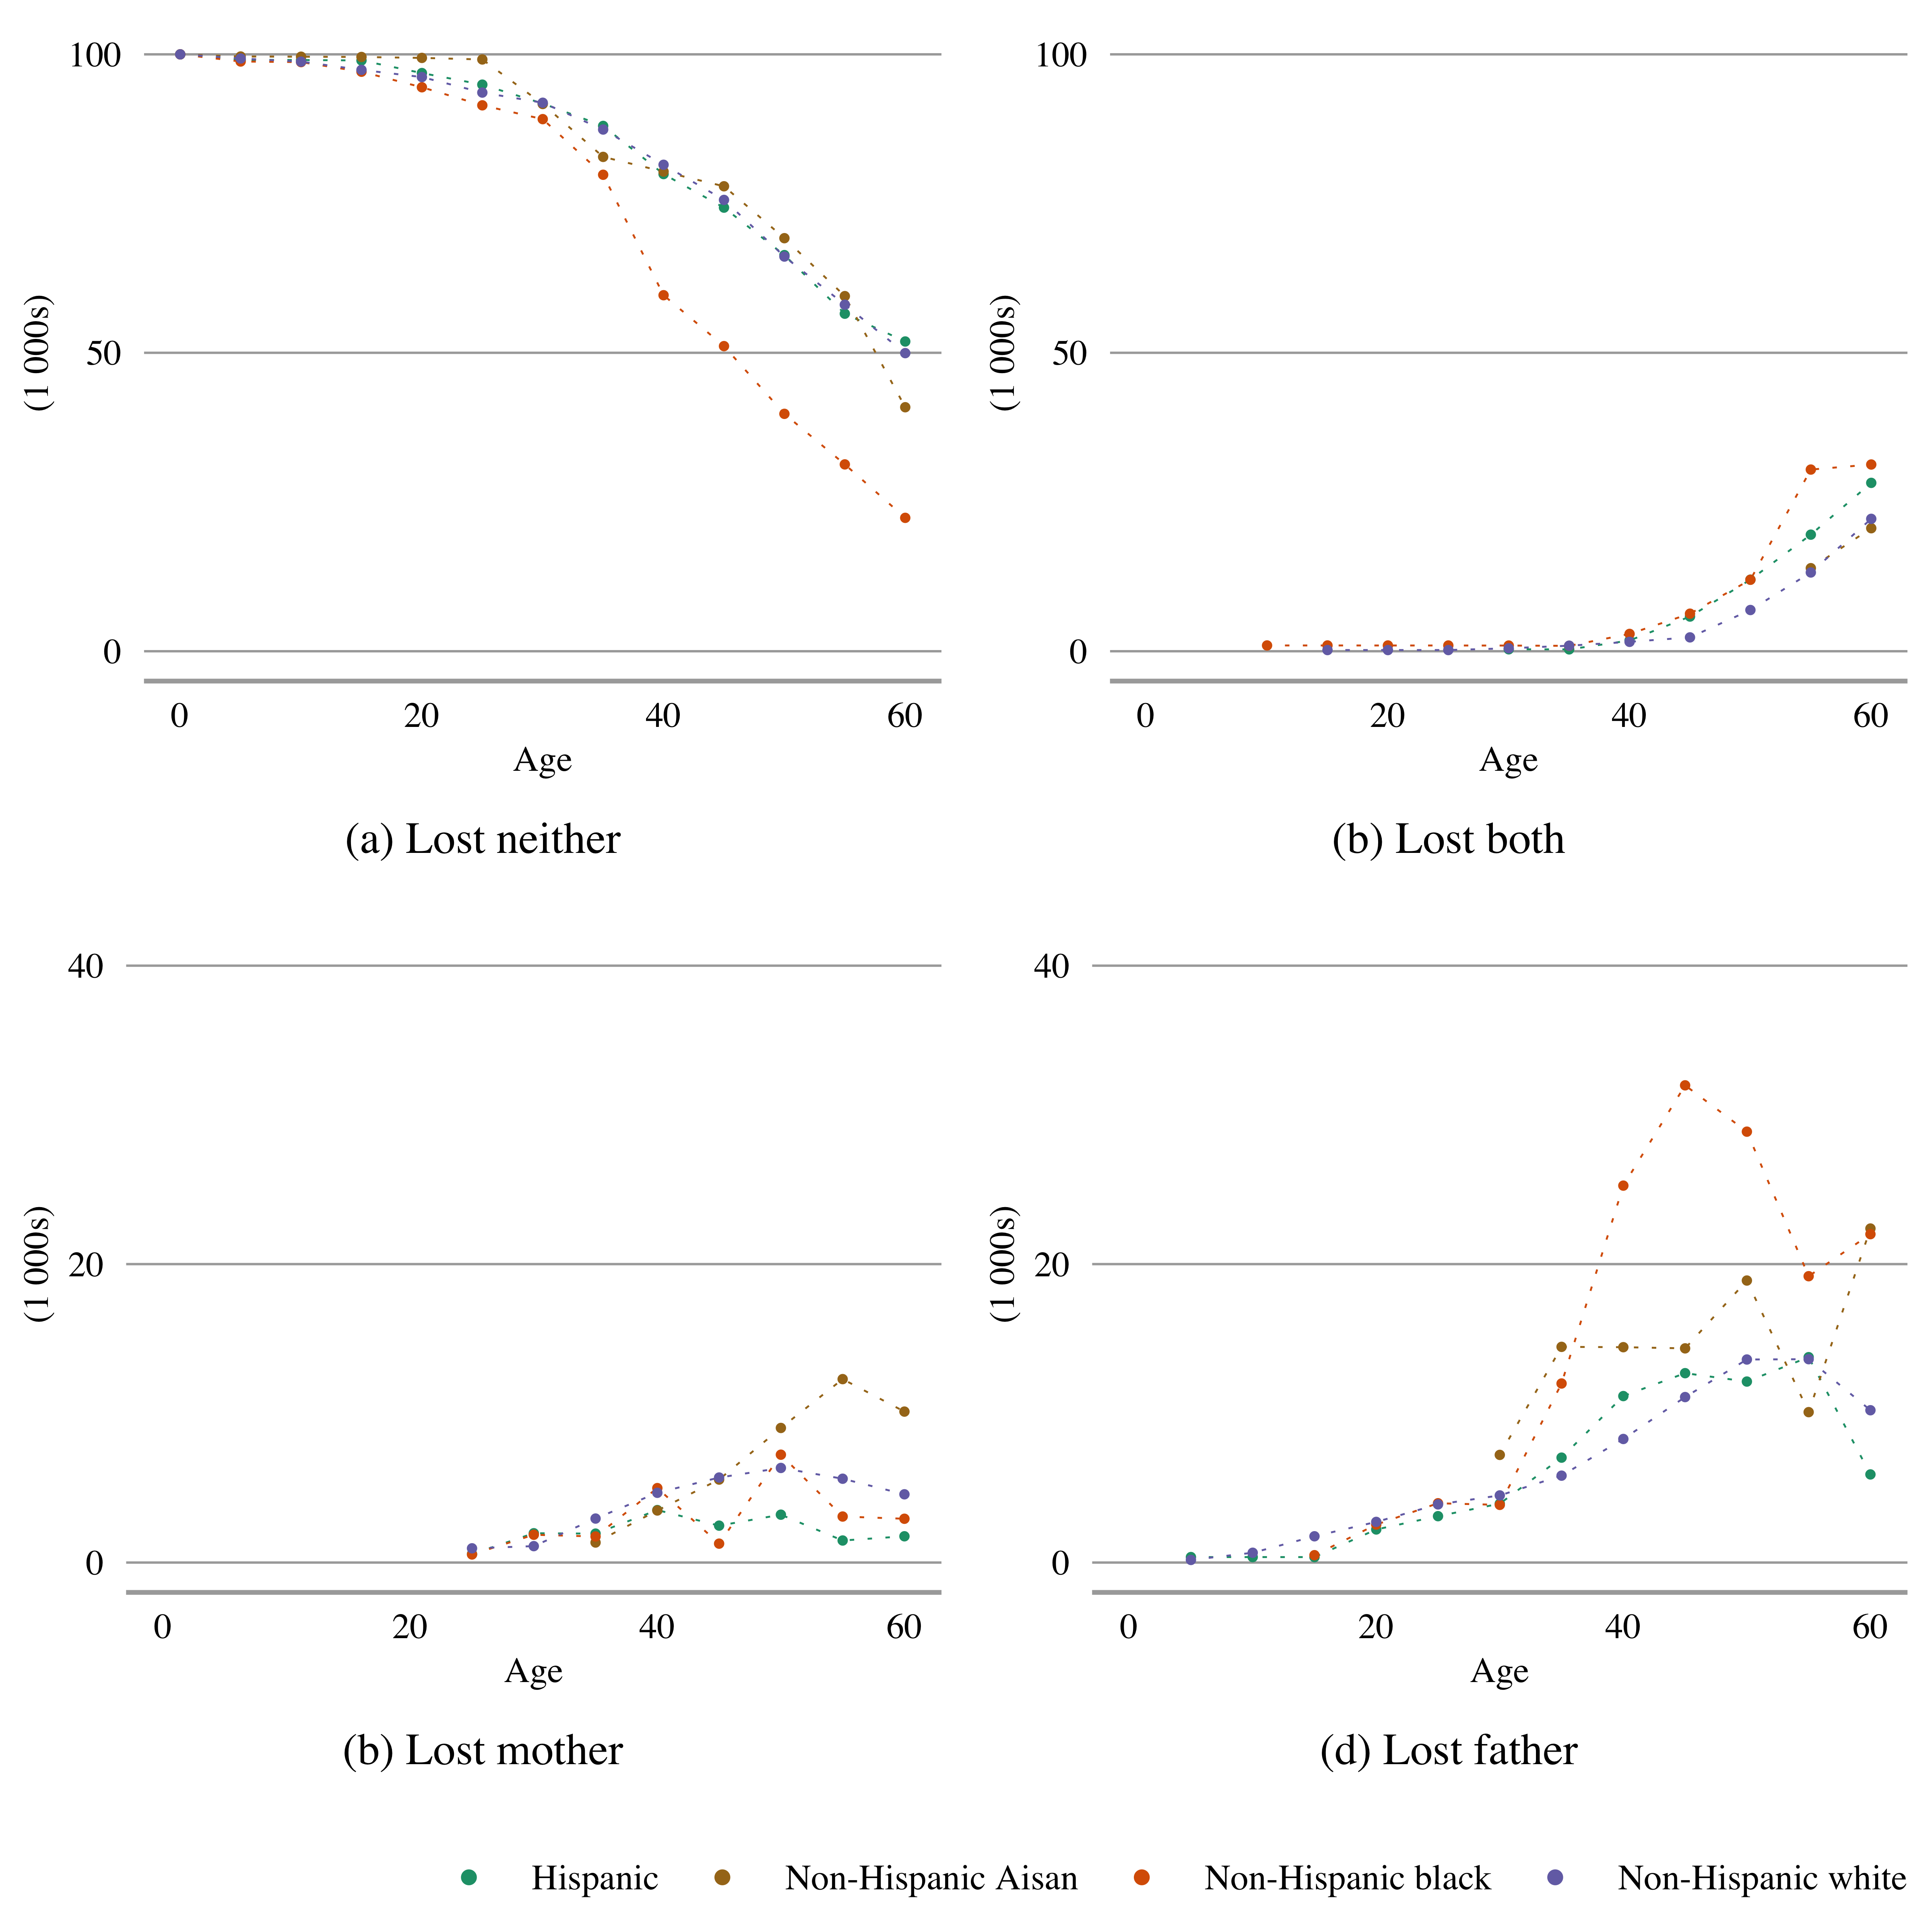 100
50
0
(1 000s)
0 20 40 60
Age
(a) Lost neither
100
50
0
(1 000s)
0 20 40 60
Age
(b) Lost both
40
20
0
(1 000s)
0 20 40 60
Age
(b) Lost mother
40
20
0
(1 000s)
0 20 40 60
Age
(d) Lost father
Hispanic Non-Hispanic Aisan Non-Hispanic black Non-Hispanic white